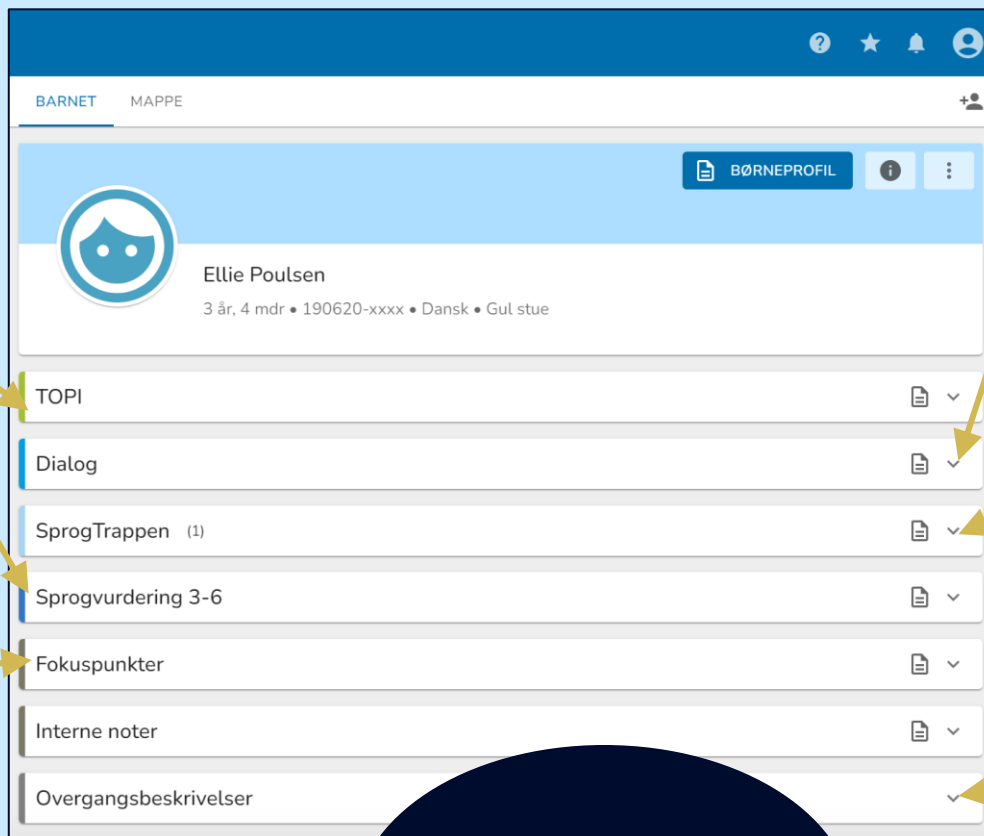 BARNET MAPPE
BØRNEPROFIL
Ellie Poulsen
3 år, 4 mdr • 190620-xxxx • Dansk • Gul stue
TOPI
Dialog
SprogTrappen (1)
Sprogvurdering 3-6
Fokuspunkter
Interne noter
Overgangsbeskrivelser